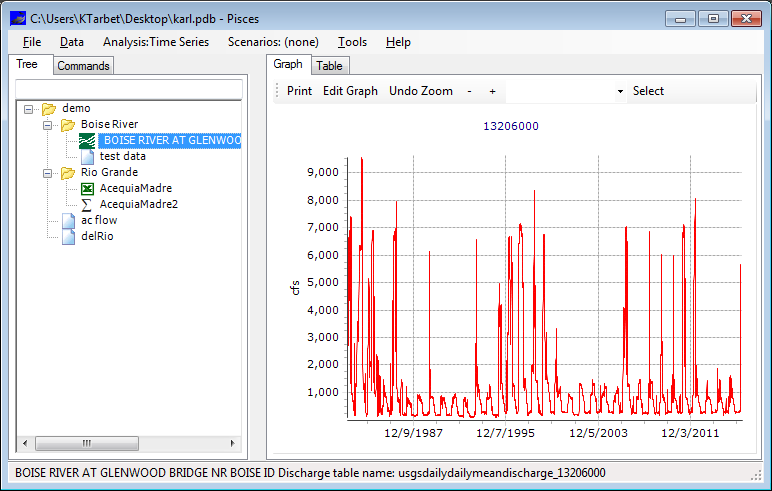 C:\Users\KTarbet\Desktop\karl.pdb - Pisces
File Data Analysis:Time Series Scenarios: (none) Tools Help
Tree Commands
demo
Boise River
BOISE RIVER AT GLENWOO
test data
Rio Grande
AcequiaMadre
AcequiaMadre2
ac flow
delRio
Graph Table
Print Edit Graph Undo Zoom - + Select
13206000
9,000
8,000
7,000
6,000
5,000
4,000
3,000
2,000
1,000
cfs
12/9/1987 12/7/1995 12/5/2003 12/3/2011
BOISE RIVER AT GLENWOOD BRIDGE NR BOISE ID Discharge table name: usgsdailydailymeandischarge_13206000